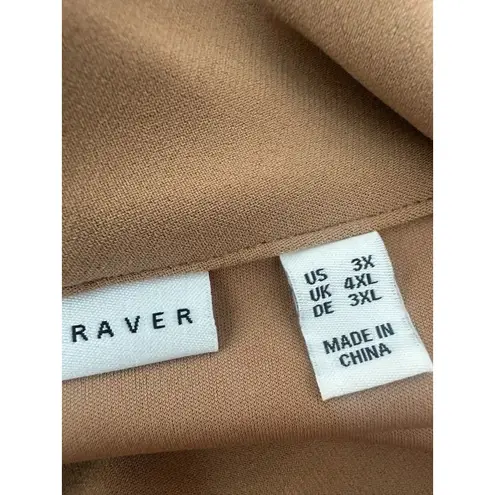 RAVER
US 3X
UK 4XL
DE 3XL
MADE IN
CHINA